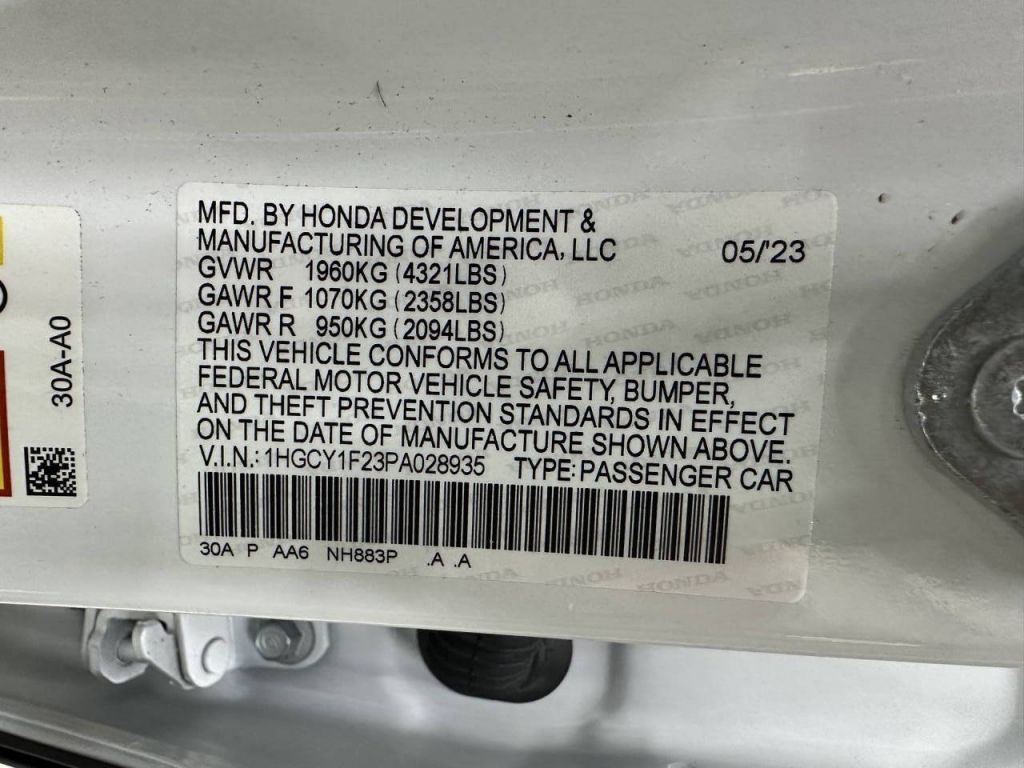 MFD. BY HONDA DEVELOPMENT &
MANUFACTURING OF AMERICA, LLC 05/'23
GVWR 1960KG (4321LBS)
GAWR F 1070KG (2358LBS)
GAWR R 950KG (2094LBS)
THIS VEHICLE CONFORMS TO ALL APPLICABLE
FEDERAL MOTOR VEHICLE SAFETY, BUMPER,
AND THEFT PREVENTION STANDARDS IN EFFECT
ON THE DATE OF MANUFACTURE SHOWN ABOVE.
V.I.N.: 1HGCY1F23PA028935 TYPE: PASSENGER CAR
30A P AA6 NH883P .A .A
30A-A0